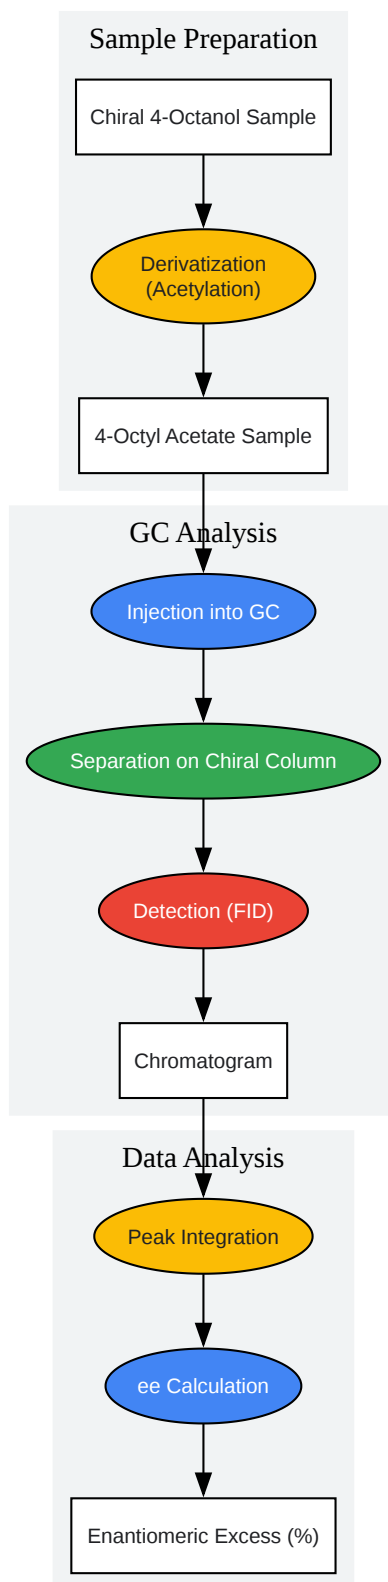 Sample Preparation
Chiral 4-Octanol Sample
Derivatization
(Acetylation)
4-Octyl Acetate Sample
GC Analysis
Injection into GC
Separation on Chiral Column
Detection (FID)
Chromatogram
Data Analysis
Peak Integration
ee Calculation
Enantiomeric Excess (%)